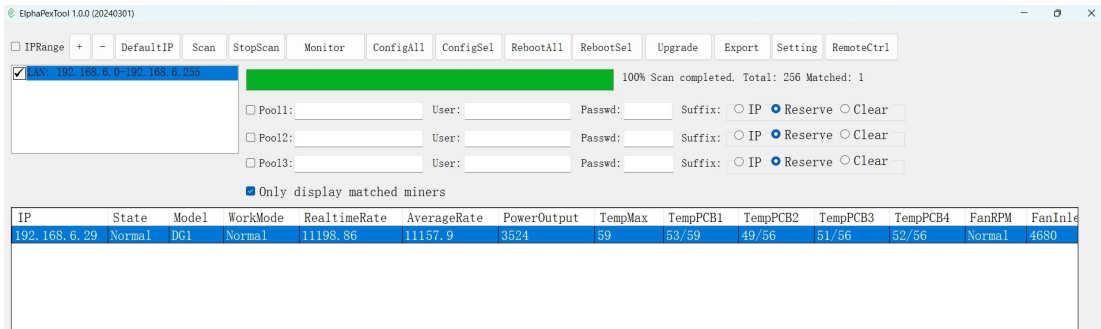 ElphaPexTool 1.0.0 (20240301)
IPRange + - DefaultIP Scan StopScan Monitor ConfigAll ConfigSel RebootAll RebootSel Upgrade Export Setting RemoteCtrl
LAN: 192.168.6.0-192.168.6.255
100% Scan completed. Total: 256 Matched: 1
Pool1: User: Passwd: Suffix: IP Reserve Clear
Pool2: User: Passwd: Suffix: IP Reserve Clear
Pool3: User: Passwd: Suffix: IP Reserve Clear
Only display matched miners
IP State Model WorkMode RealtimeRate AverageRate PowerOutput TempMax TempPCB1 TempPCB2 TempPCB3 TempPCB4 FanRPM FanInle
192.168.6.29 Normal DG1 Normal 11198.86 11157.9 3524 59 53/59 49/56 51/56 52/56 Normal 4680